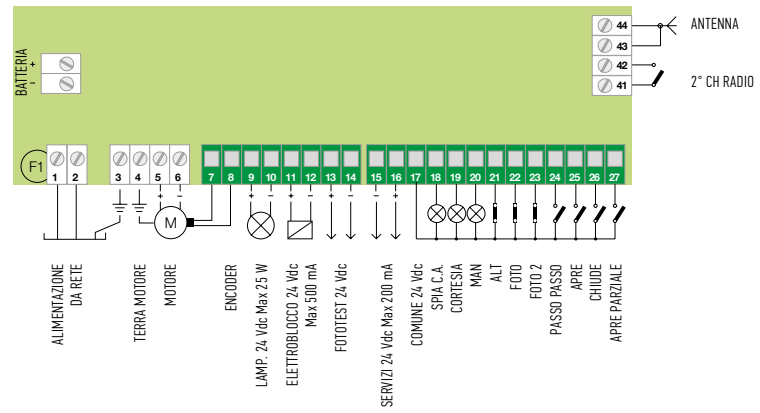 44 ANTENNA
43
42
41 2° CH RADIO
BATTERIA
+
-
F1
1 2 3 4 5 6 7 8 9 10 11 12 13 14 15 16 17 18 19 20 21 22 23 24 25 26 27
+ - + - + - + - - +
M
ALIMENTAZIONE
DA RETE
TERRA MOTORE
MOTORE
ENCODER
LAMP. 24 Vdc Max 25 W
ELETTROBLOCCO 24 Vdc
Max 500 mA
FOTOTEST 24 Vdc
SERVIZI 24 Vdc Max 200 mA
COMUNE 24 Vdc
SPIA C.A.
CORTESIA
MAN
ALT
FOTO
FOTO 2
PASSO PASSO
APRE
CHIUDE
APRE PARZIALE